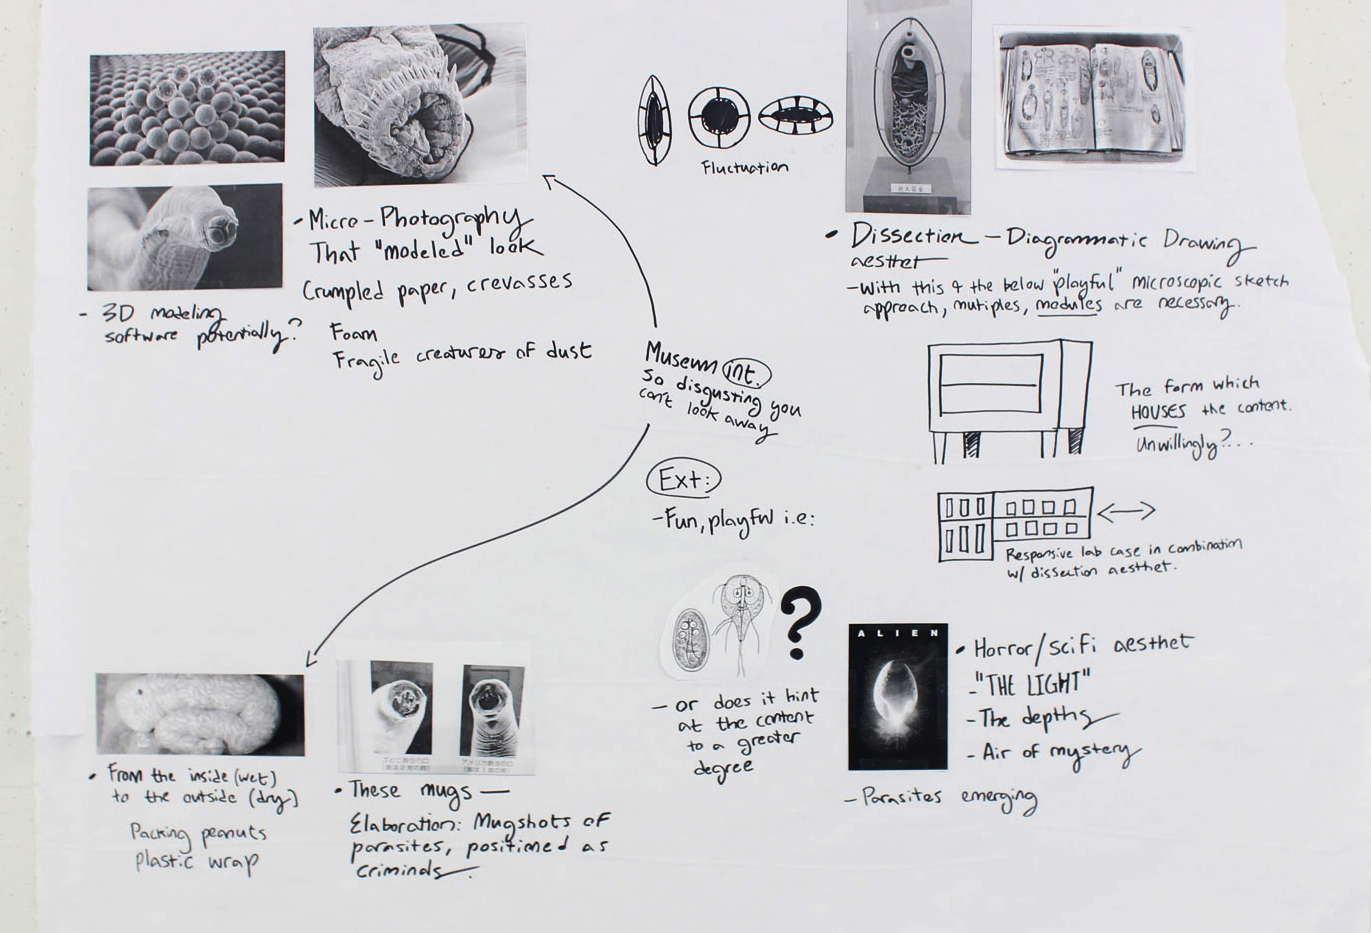 Fluctuation
• Micro-Photography
That "modeled" look
Crumpled paper, crevasses
Foam
Fragile creatures of dust
- 3D modeling
software potentially?
• Dissection - Diagrammatic Drawing
aesthet
- With this & the below "playful" microscopic sketch
approach, mutiples, modules are necessary.
Museum int.
So disgusting you
can't look away
The form which
HOUSES the content.
Unwillingly?...
Ext:
- Fun, playful i.e:
Responsive lab case in combination
w/ dissection aesthet.
?
- or does it hint
at the content
to a greater
degree
ALIEN
• Horror/scifi aesthet
- "THE LIGHT"
- The depths
- Air of mystery
- Parasites emerging
• From the inside (wet)
to the outside (dry)
Packing peanuts
plastic wrap
• These mugs —
Elaboration: Mugshots of
parasites, positioned as
criminals.